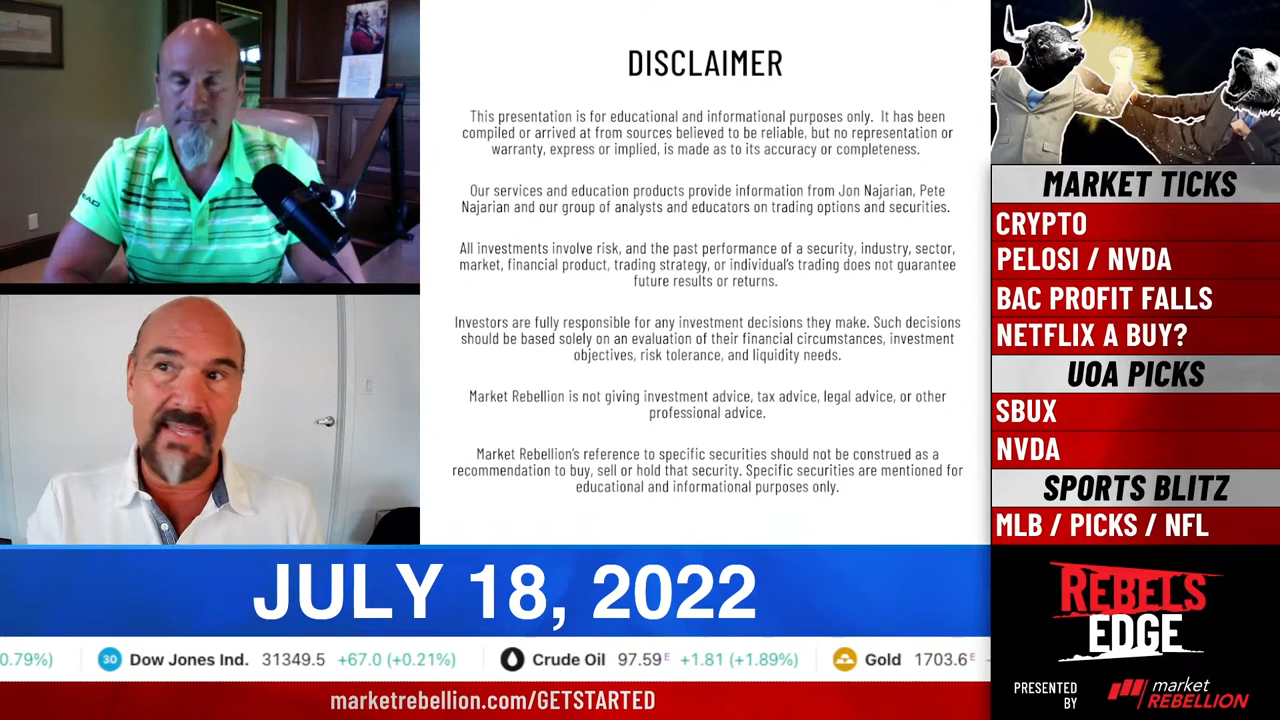 DISCLAIMER
This presentation is for educational and informational purposes only. It has been
compiled or arrived at from sources believed to be reliable, but no representation or
warranty, express or implied, is made as to its accuracy or completeness.
Our services and education products provide information from Jon Najarian, Pete
Najarian and our group of analysts and educators on trading options and securities.
All investments involve risk, and the past performance of a security, industry, sector,
market, financial product, trading strategy, or individual's trading does not guarantee
future results or returns.
Investors are fully responsible for any investment decisions they make. Such decisions
should be based solely on an evaluation of their financial circumstances, investment
objectives, risk tolerance, and liquidity needs.
Market Rebellion is not giving investment advice, tax advice, legal advice, or other
professional advice.
Market Rebellion's reference to specific securities should not be construed as a
recommendation to buy, sell or hold that security. Specific securities are mentioned for
educational and informational purposes only.
MARKET TICKS
CRYPTO
PELOSI / NVDA
BAC PROFIT FALLS
NETFLIX A BUY?
UOA PICKS
SBUX
NVDA
SPORTS BLITZ
MLB / PICKS / NFL
REBELS
EDGE
PRESENTED
BY
market
REBELLION
JULY 18, 2022
0.79%) 30 Dow Jones Ind. 31349.5 +67.0 (+0.21%) Crude Oil 97.59E +1.81 (+1.89%) Gold 1703.6E -
marketrebellion.com/GETSTARTED